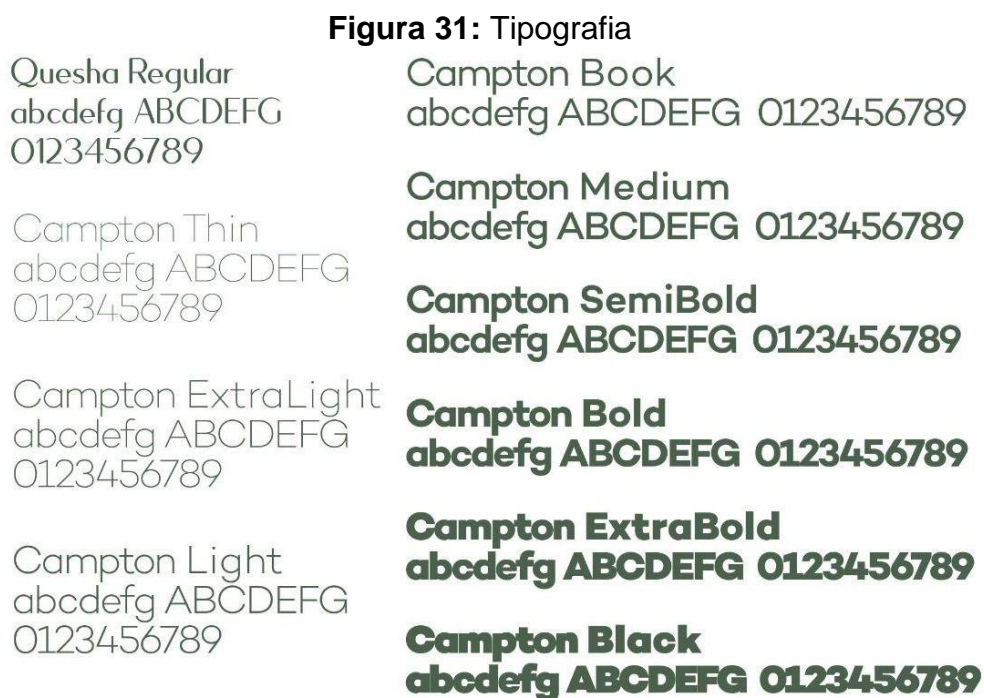 Figura 31: Tipografia
Quesha Regular
abcdefg ABCDEFG
0123456789
Campton Thin
abcdefg ABCDEFG
0123456789
Campton ExtraLight
abcdefg ABCDEFG
0123456789
Campton Light
abcdefg ABCDEFG
0123456789
Campton Book
abcdefg ABCDEFG 0123456789
Campton Medium
abcdefg ABCDEFG 0123456789
Campton SemiBold
abcdefg ABCDEFG 0123456789
Campton Bold
abcdefg ABCDEFG 0123456789
Campton ExtraBold
abcdefg ABCDEFG 0123456789
Campton Black
abcdefg ABCDEFG 0123456789